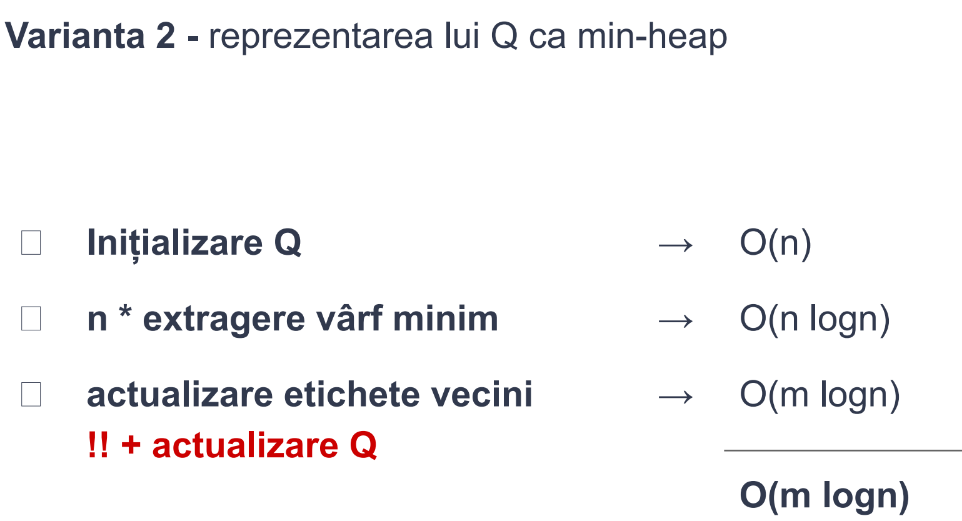 Varianta 2 - reprezentarea lui Q ca min-heap
Inițializare Q → O(n)
n * extragere vârf minim → O(n logn)
actualizare etichete vecini → O(m logn)
!! + actualizare Q
O(m logn)